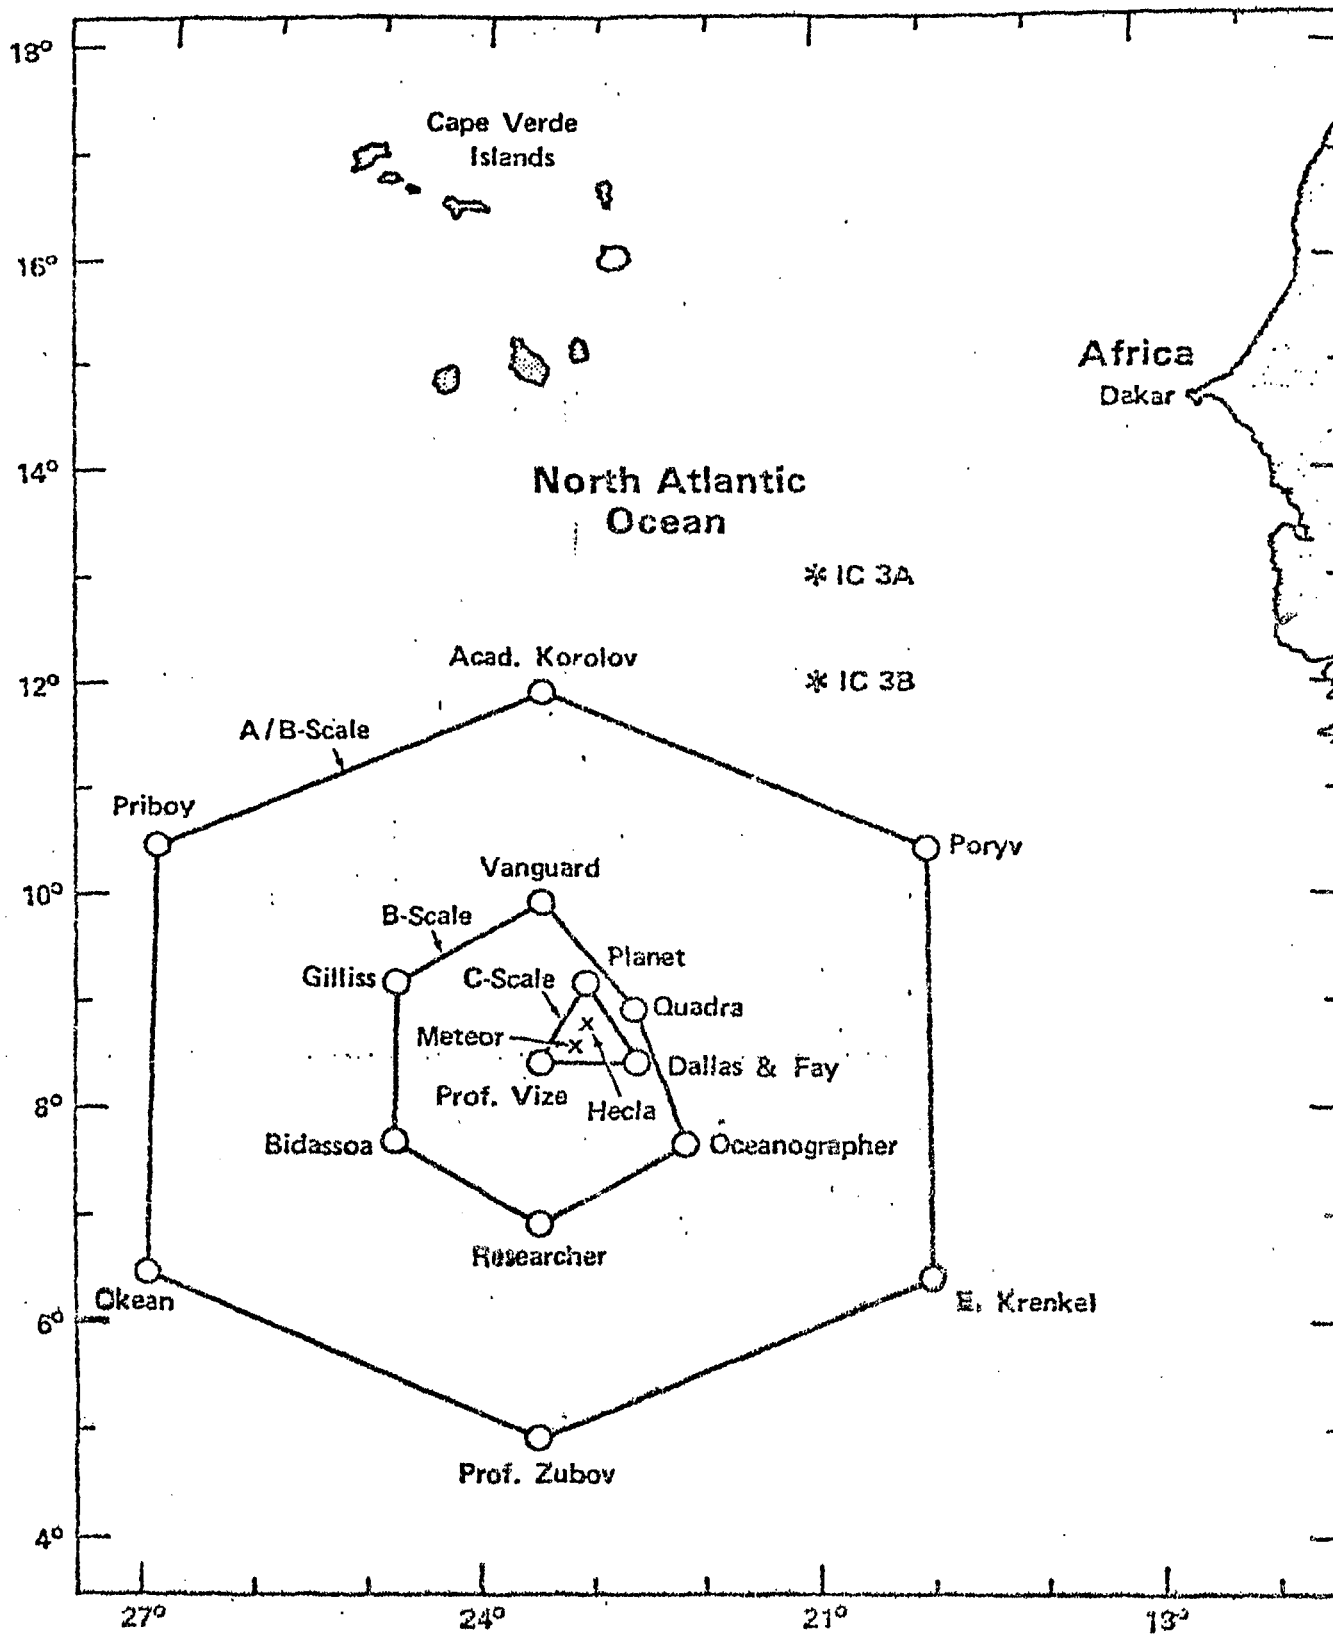 18°
Cape Verde
Islands
16°
Africa
Dakar
14°
North Atlantic
Ocean
* IC 3A
Acad. Korolov
12°
* IC 3B
A/B-Scale
Priboy
Poryv
Vanguard
10°
B-Scale
Planet
Gilliss
C-Scale
Quadra
Meteor
Dallas & Fay
Prof. Vize
Hecla
8°
Bidassoa
Oceanographer
Researcher
Okean
E. Krenkel
6°
Prof. Zubov
4°
27°
24°
21°